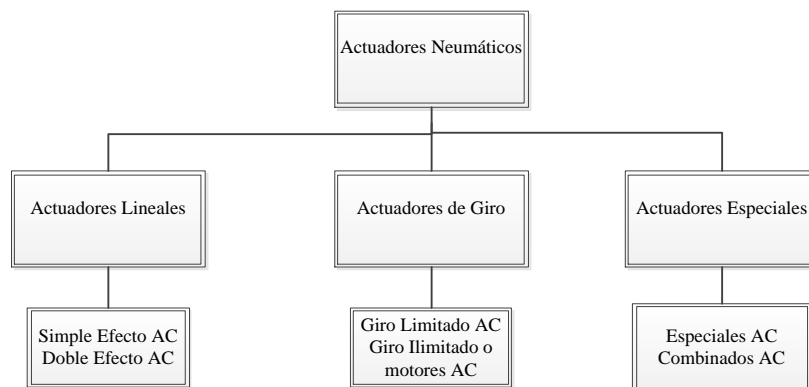 Actuadores Neumáticos
Actuadores Lineales
Actuadores de Giro
Actuadores Especiales
Simple Efecto AC
Doble Efecto AC
Giro Limitado AC
Giro Ilimitado o
motores AC
Especiales AC
Combinados AC